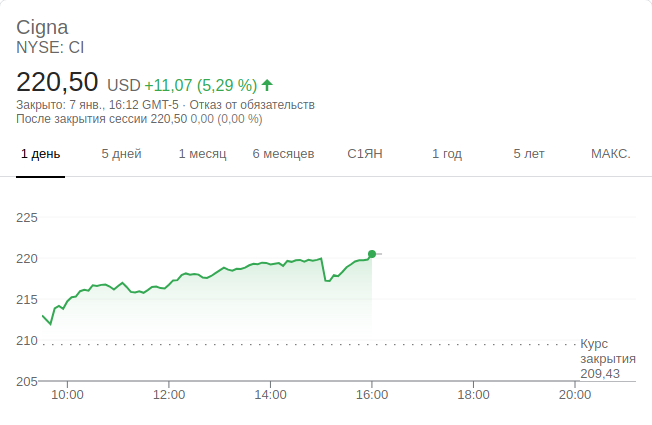 Cigna
NYSE: CI
220,50 USD +11,07 (5,29 %)
Закрыто: 7 янв., 16:12 GMT-5 · Отказ от обязательств
После закрытия сессии 220,50 0,00 (0,00 %)
1 день 5 дней 1 месяц 6 месяцев С1ЯН 1 год 5 лет МАКС.
225
220
215
210
Курс
закрытия
209,43
205
10:00 12:00 14:00 16:00 18:00 20:00